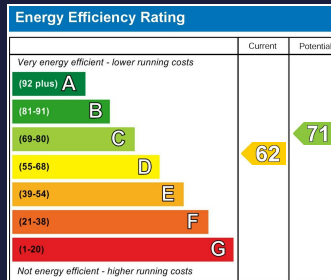 Energy Efficiency Rating
Current Potential
Very energy efficient - lower running costs
(92 plus) A
(81-91) B
(69-80) C
71
(55-68) D
62
(39-54) E
(21-38) F
(1-20) G
Not energy efficient - higher running costs